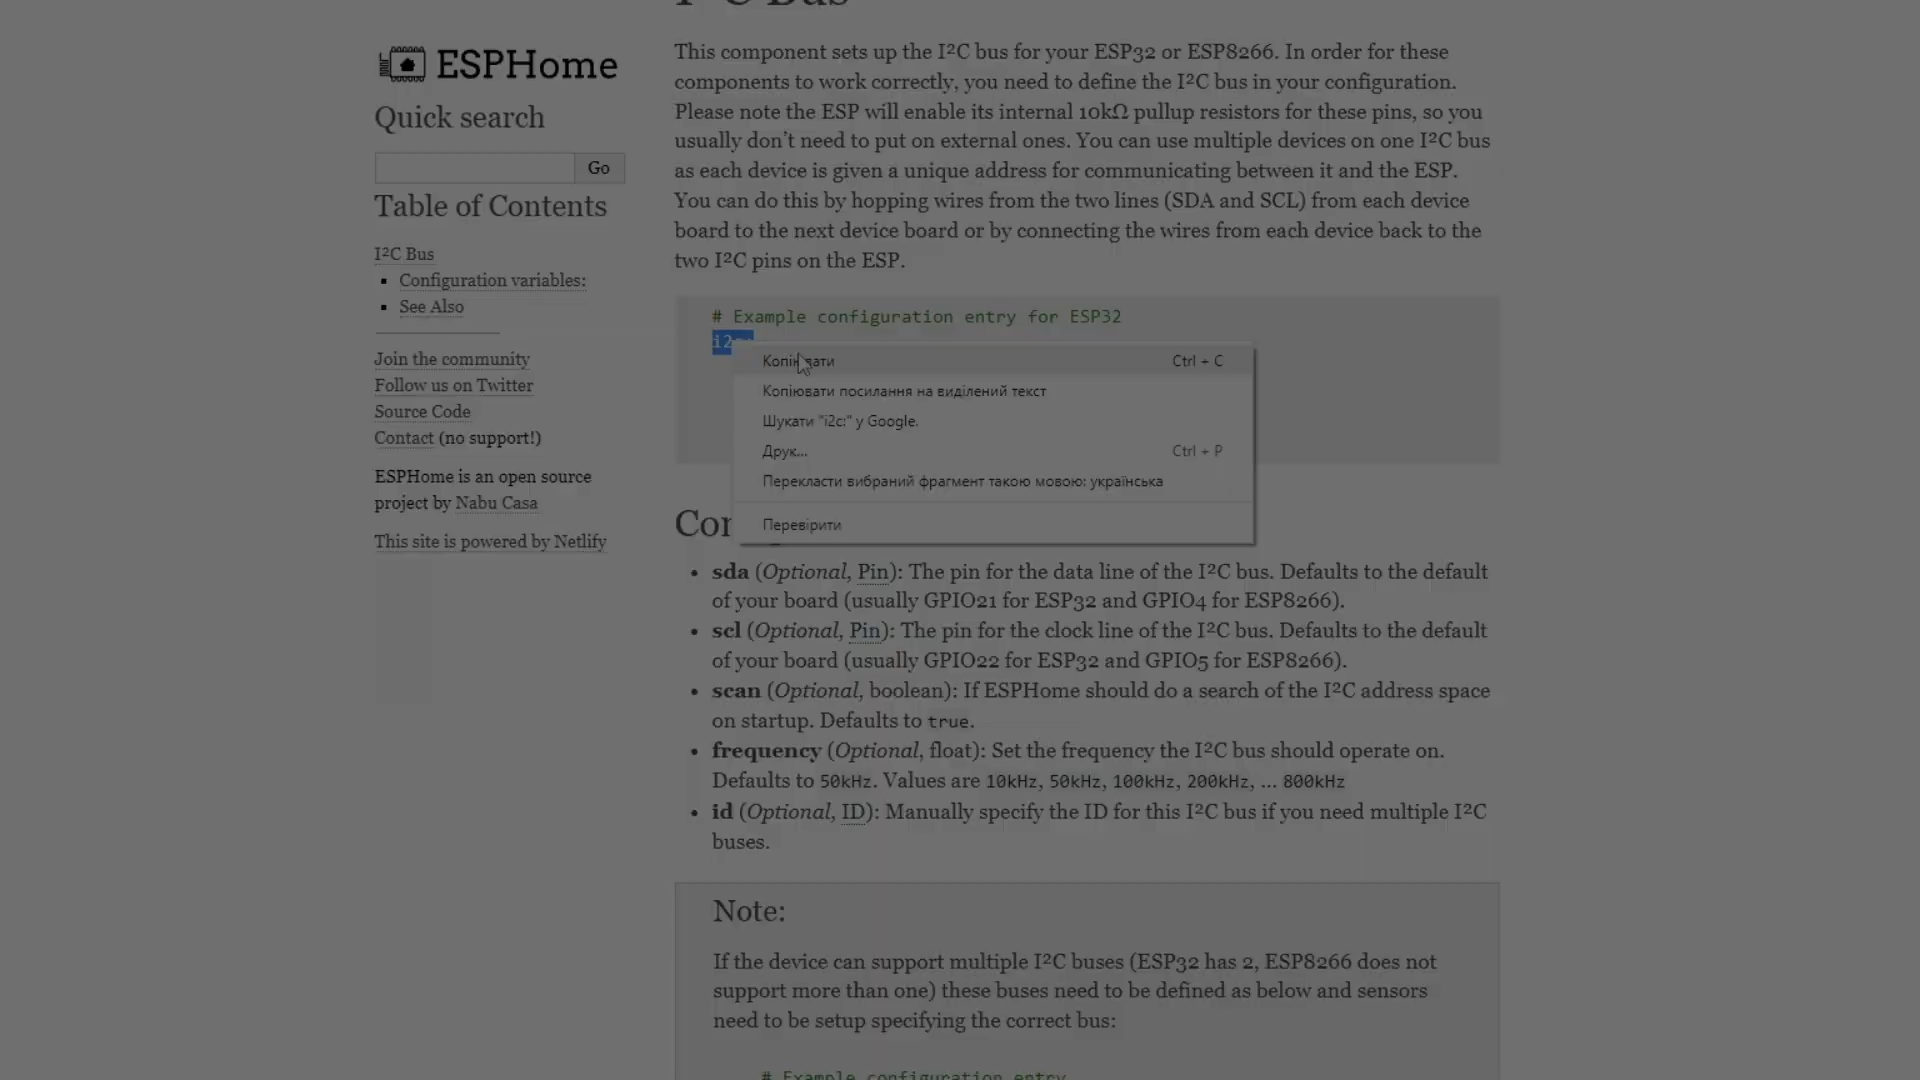 I²C Bus
ESPHome
Quick search
Go
Table of Contents
I²C Bus
Configuration variables:
See Also
Join the community
Follow us on Twitter
Source Code
Contact (no support!)
ESPHome is an open source
project by Nabu Casa
This site is powered by Netlify
This component sets up the I²C bus for your ESP32 or ESP8266. In order for these
components to work correctly, you need to define the I²C bus in your configuration.
Please note the ESP will enable its internal 10kΩ pullup resistors for these pins, so you
usually don’t need to put on external ones. You can use multiple devices on one I²C bus
as each device is given a unique address for communicating between it and the ESP.
You can do this by hopping wires from the two lines (SDA and SCL) from each device
board to the next device board or by connecting the wires from each device back to the
two I²C pins on the ESP.
# Example configuration entry for ESP32
i2c:
Копіювати Ctrl + C
Копіювати посилання на виділений текст
Шукати "i2c:" у Google.
Друк... Ctrl + P
Перекласти вибраний фрагмент такою мовою: українська
Перевірити
sda (Optional, Pin): The pin for the data line of the I²C bus. Defaults to the default
of your board (usually GPIO21 for ESP32 and GPIO4 for ESP8266).
scl (Optional, Pin): The pin for the clock line of the I²C bus. Defaults to the default
of your board (usually GPIO22 for ESP32 and GPIO5 for ESP8266).
scan (Optional, boolean): If ESPHome should do a search of the I²C address space
on startup. Defaults to true.
frequency (Optional, float): Set the frequency the I²C bus should operate on.
Defaults to 50kHz. Values are 10kHz, 50kHz, 100kHz, 200kHz, ... 800kHz
id (Optional, ID): Manually specify the ID for this I²C bus if you need multiple I²C
buses.
Note:
If the device can support multiple I²C buses (ESP32 has 2, ESP8266 does not
support more than one) these buses need to be defined as below and sensors
need to be setup specifying the correct bus:
# Example configuration entry